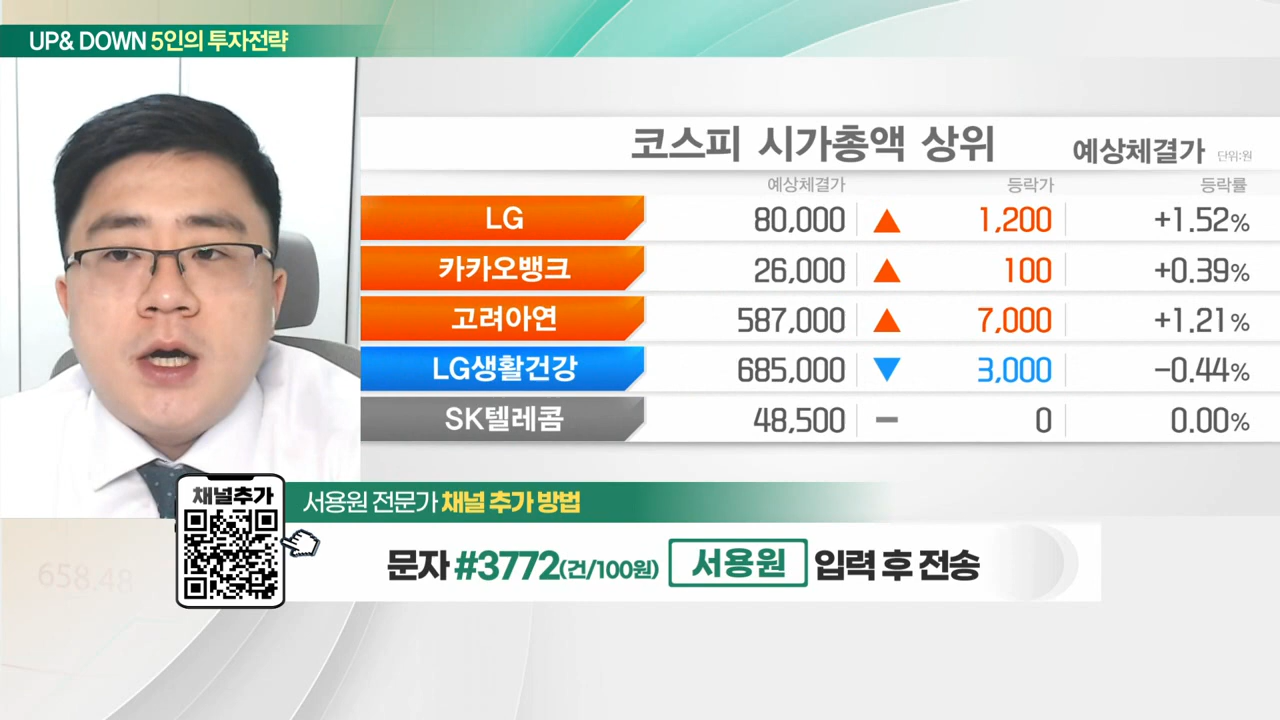 UP& DOWN 5인의 투자전략
코스피 시가총액 상위 예상체결가 단위:원
예상체결가 등락가 등락률
LG 80,000 ▲ 1,200 +1.52%
카카오뱅크 26,000 ▲ 100 +0.39%
고려아연 587,000 ▲ 7,000 +1.21%
LG생활건강 685,000 ▼ 3,000 -0.44%
SK텔레콤 48,500 - 0 0.00%
채널추가
서용원 전문가 채널 추가 방법
문자 #3772(건/100원) 서용원 입력 후 전송
658.48